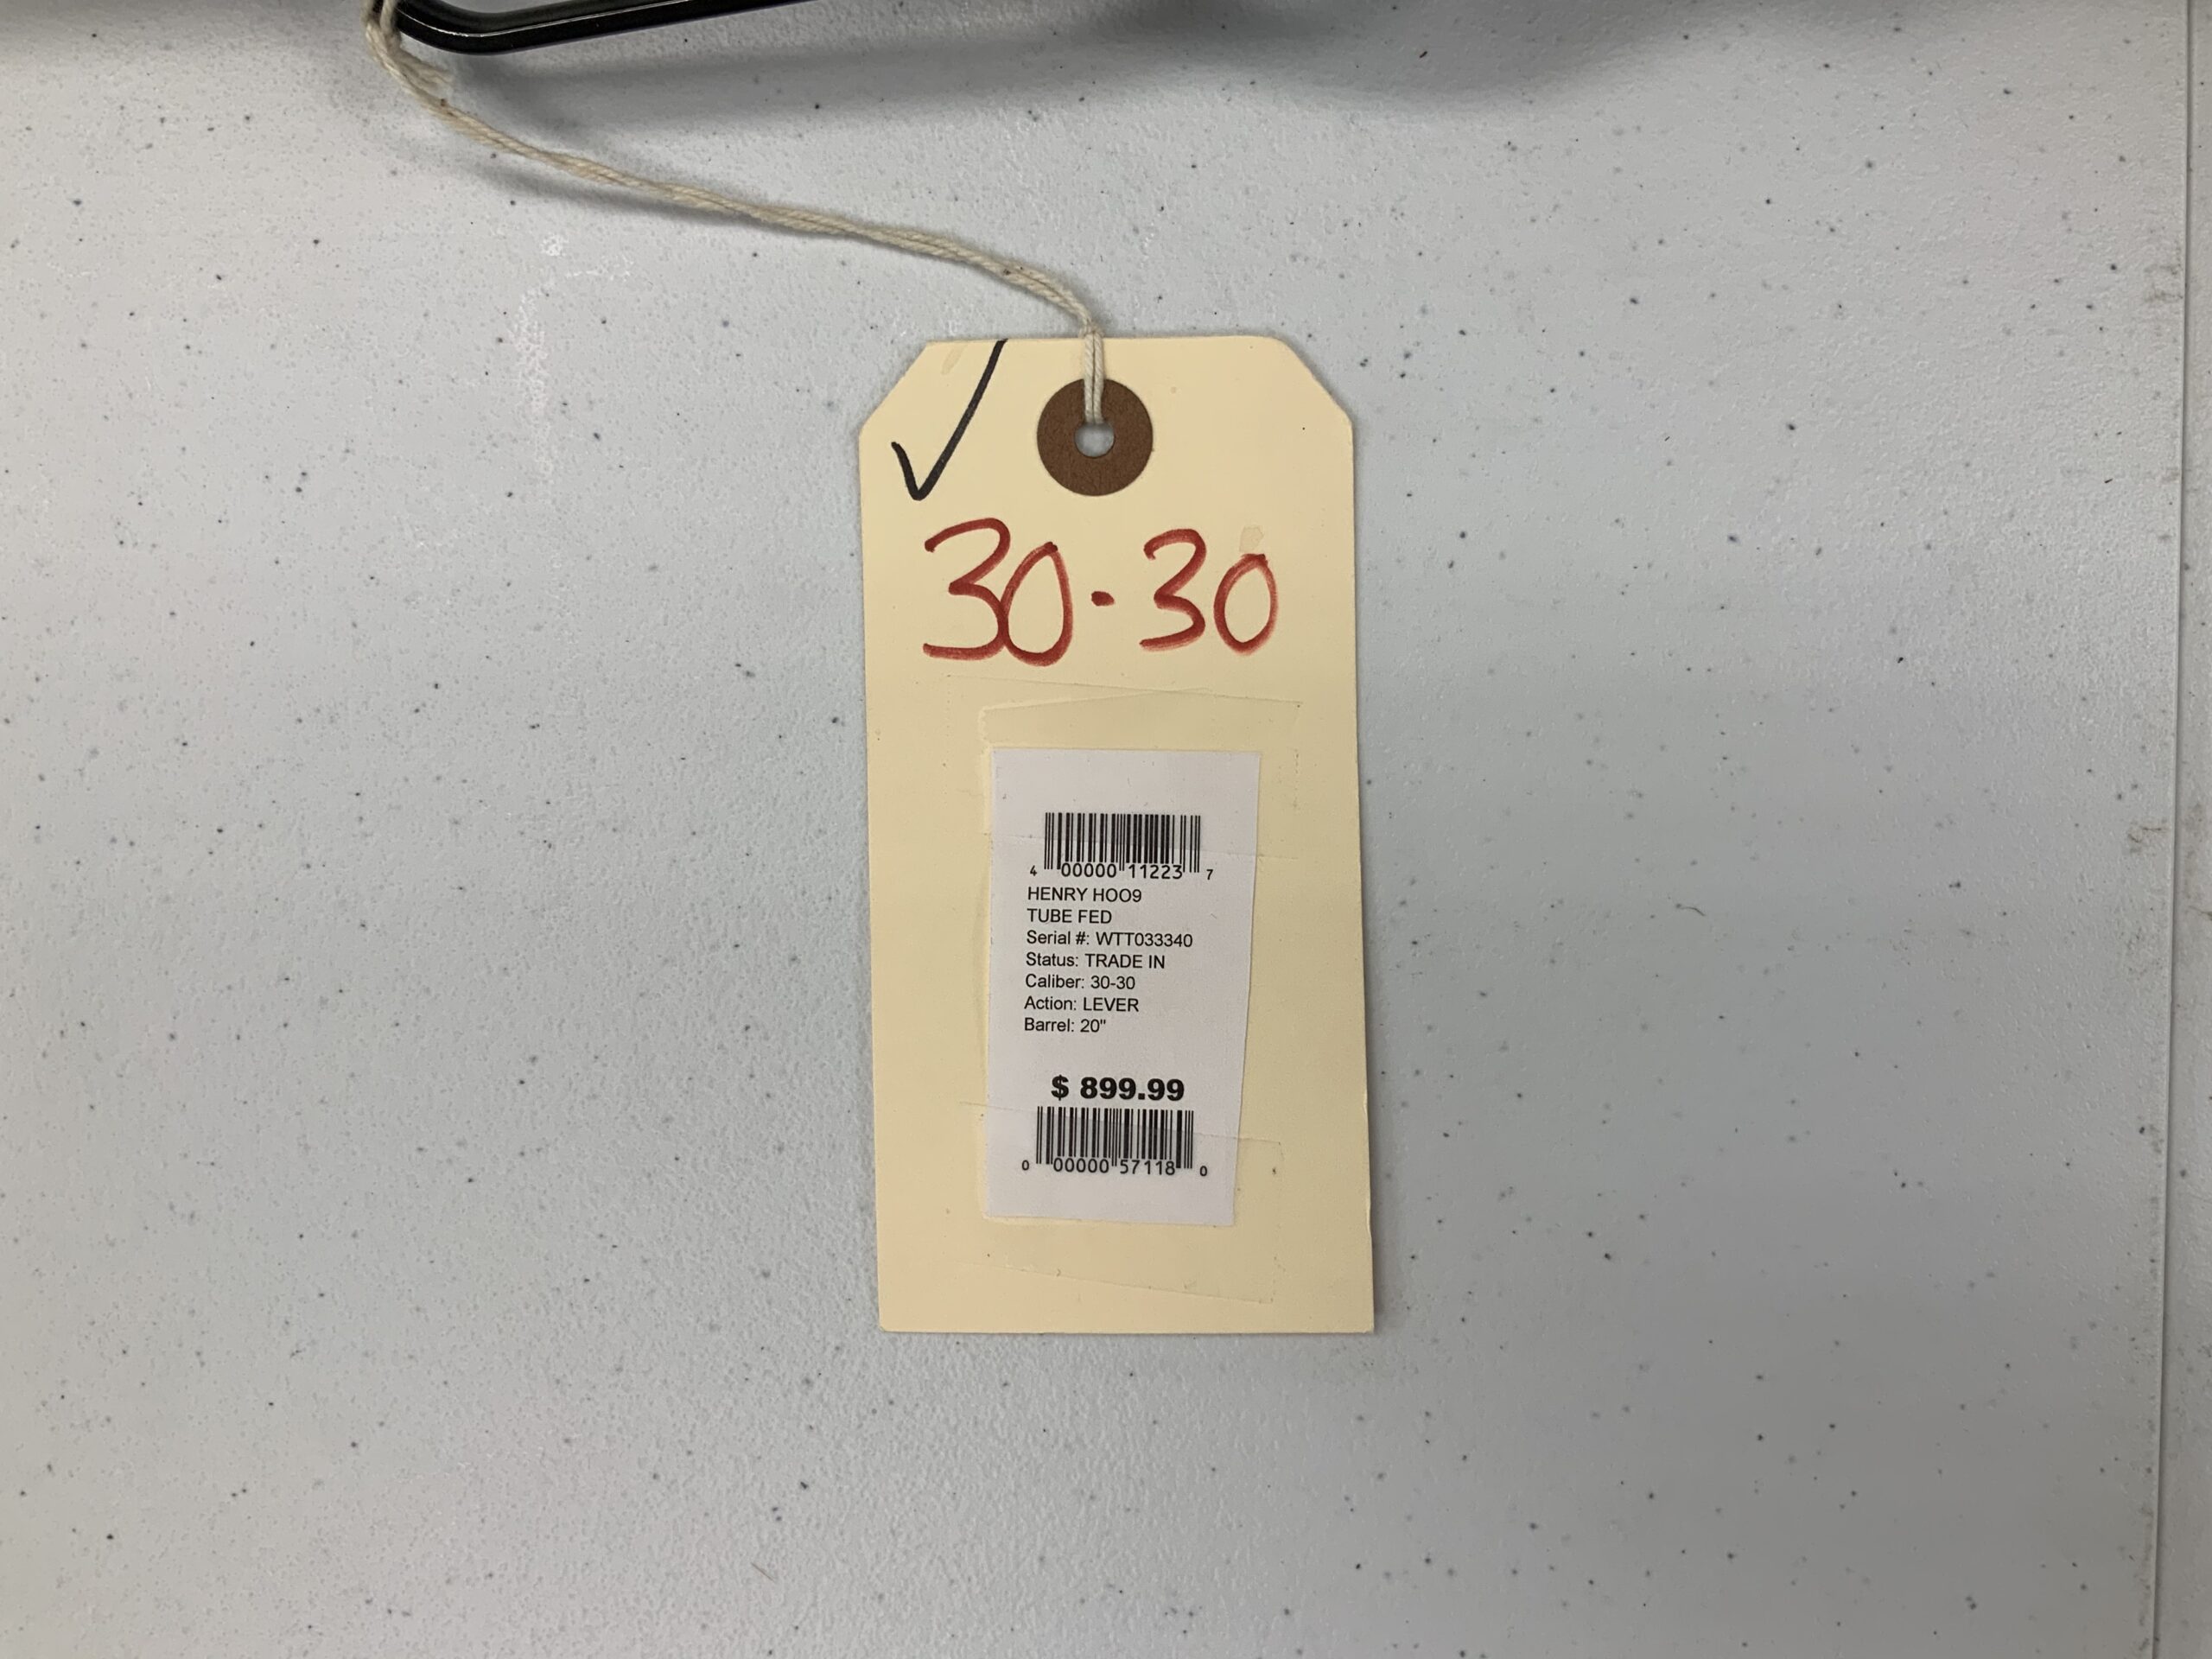 30-30
4 00000 11223 7
HENRY HOO9
TUBE FED
Serial #: WTT033340
Status: TRADE IN
Caliber: 30-30
Action: LEVER
Barrel: 20"
$ 899.99
0 00000 57118 0